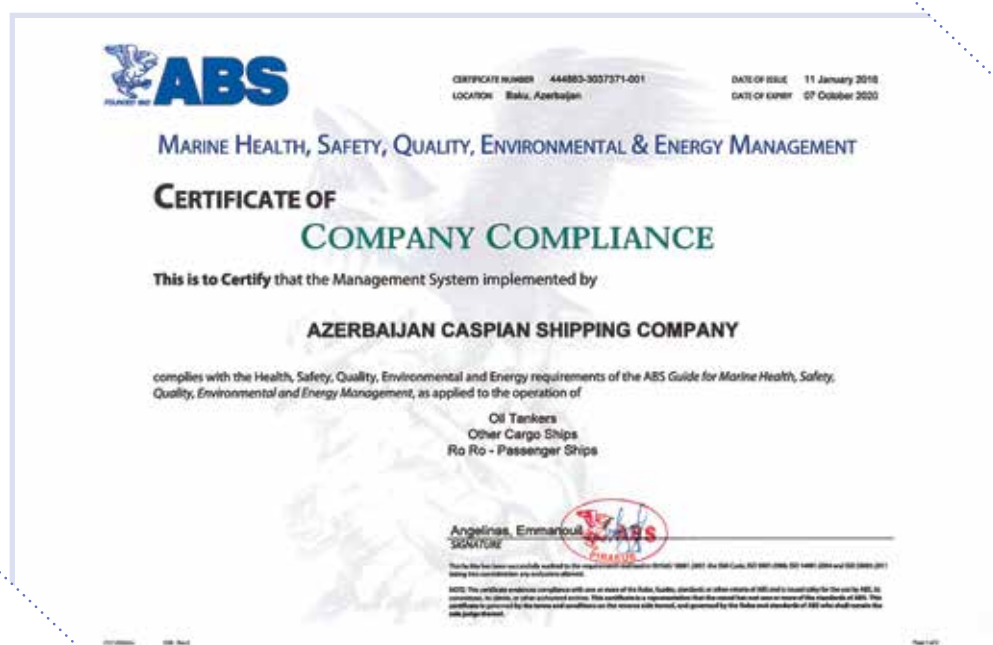 ABS
CERTIFICATE NUMBER 444883-3037371-001
DATE OF ISSUE 11 January 2016
LOCATION Baku, Azerbaijan
DATE OF EXPIRY 07 October 2020
MARINE HEALTH, SAFETY, QUALITY, ENVIRONMENTAL & ENERGY MANAGEMENT
CERTIFICATE OF
COMPANY COMPLIANCE
This is to Certify that the Management System implemented by
AZERBAIJAN CASPIAN SHIPPING COMPANY
complies with the Health, Safety, Quality, Environmental and Energy requirements of the ABS Guide for Marine Health, Safety,
Quality, Environmental and Energy Management, as applied to the operation of
Oil Tankers
Other Cargo Ships
Ro Ro - Passenger Ships
Angelinas, Emmanouil
ABS
PIRAEUS
SIGNATURE